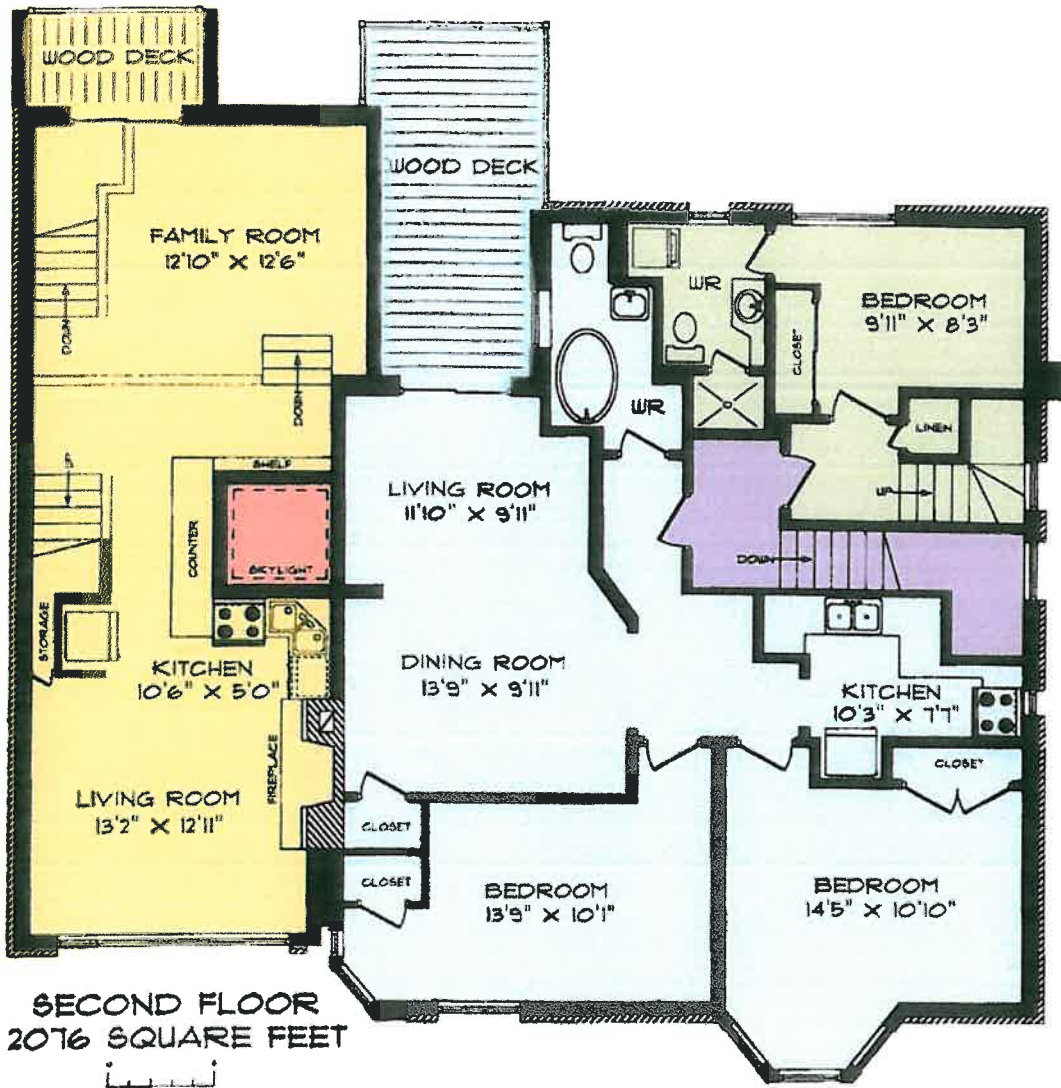 WOOD DECK
WOOD DECK
FAMILY ROOM
12'10" X 12'6"
DOWN
DOWN
WR
BEDROOM
9'11" X 8'3"
CLOSET
WR
LINEN
UP
SHELF
UP
LIVING ROOM
11'10" X 9'11"
COUNTER
SKYLIGHT
DOWN
STORAGE
KITCHEN
10'6" X 5'0"
DINING ROOM
13'9" X 9'11"
KITCHEN
10'3" X 7'7"
FIREPLACE
CLOSET
LIVING ROOM
13'2" X 12'11"
CLOSET
CLOSET
BEDROOM
13'9" X 10'1"
BEDROOM
14'5" X 10'10"
SECOND FLOOR
2076 SQUARE FEET